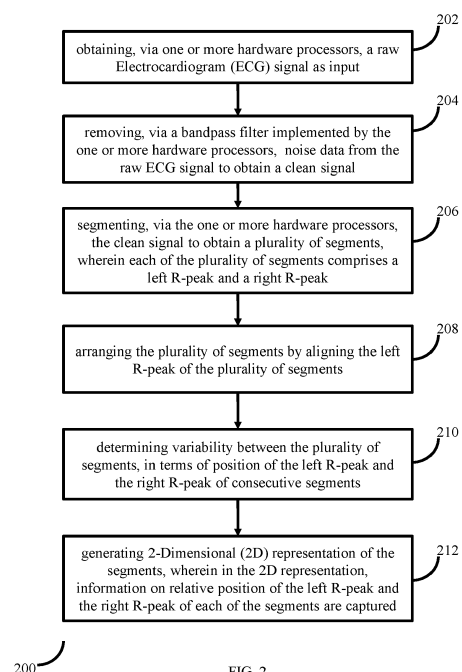 202
obtaining, via one or more hardware processors, a raw
Electrocardiogram (ECG) signal as input
204
removing, via a bandpass filter implemented by the
one or more hardware processors, noise data from the
raw ECG signal to obtain a clean signal
206
segmenting, via the one or more hardware processors,
the clean signal to obtain a plurality of segments,
wherein each of the plurality of segments comprises a
left R-peak and a right R-peak
208
arranging the plurality of segments by aligning the left
R-peak of the plurality of segments
210
determining variability between the plurality of
segments, in terms of position of the left R-peak and
the right R-peak of consecutive segments
212
generating 2-Dimensional (2D) representation of the
segments, wherein in the 2D representation,
information on relative position of the left R-peak and
the right R-peak of each of the segments are captured
200
FIG. 2